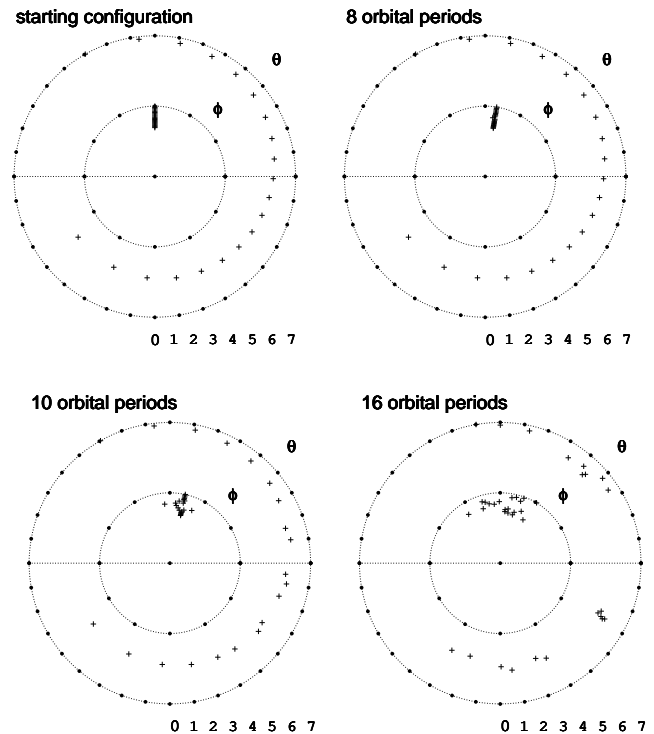 starting configuration
8 orbital periods
θ
θ
ϕ
ϕ
0 1 2 3 4 5 6 7
0 1 2 3 4 5 6 7
10 orbital periods
16 orbital periods
θ
θ
ϕ
ϕ
0 1 2 3 4 5 6 7
0 1 2 3 4 5 6 7